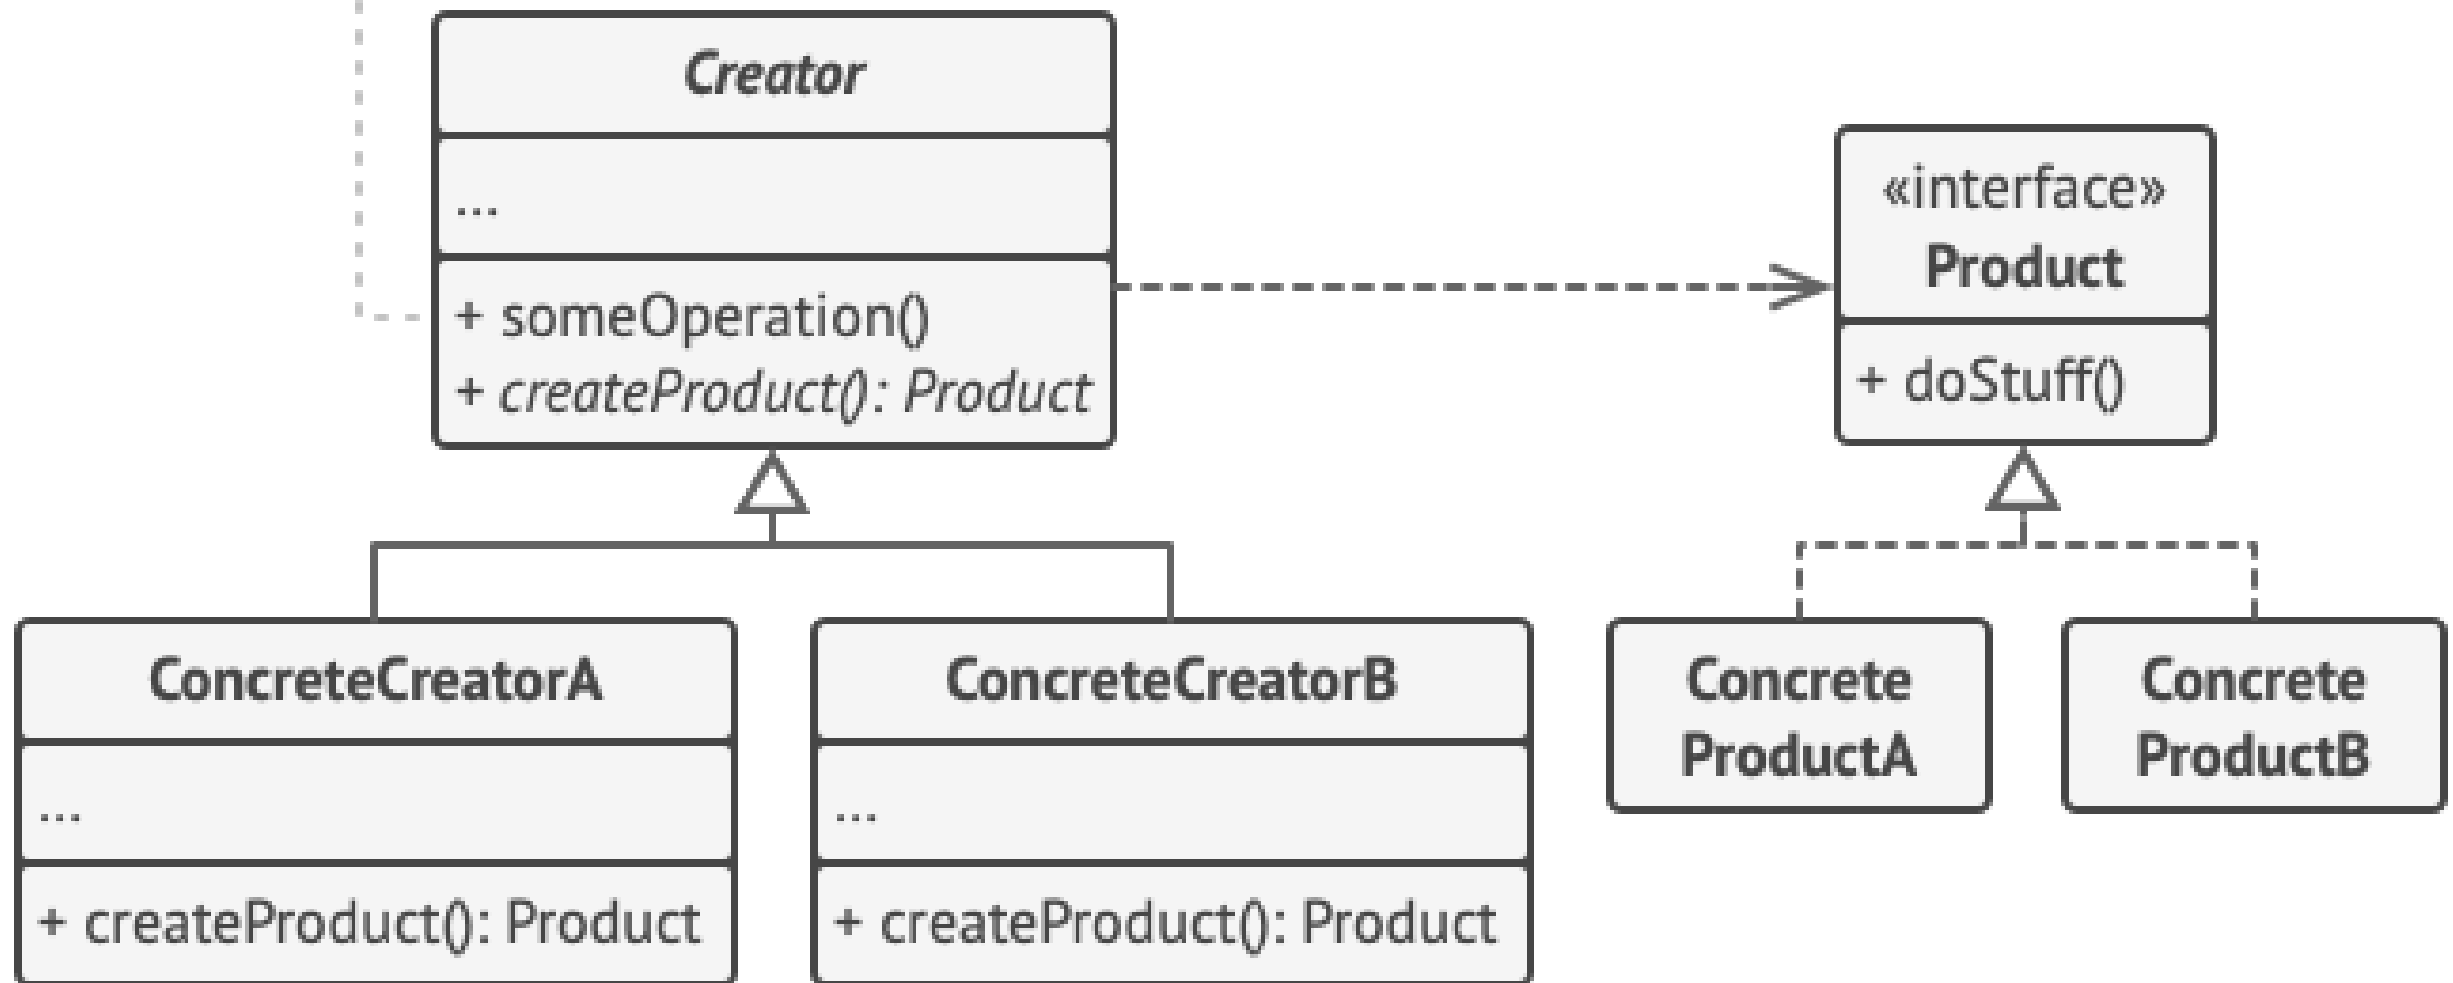 Creator
...
+ someOperation()
+ createProduct(): Product
«interface»
Product
+ doStuff()
ConcreteCreatorA
...
+ createProduct(): Product
ConcreteCreatorB
...
+ createProduct(): Product
Concrete
ProductA
Concrete
ProductB